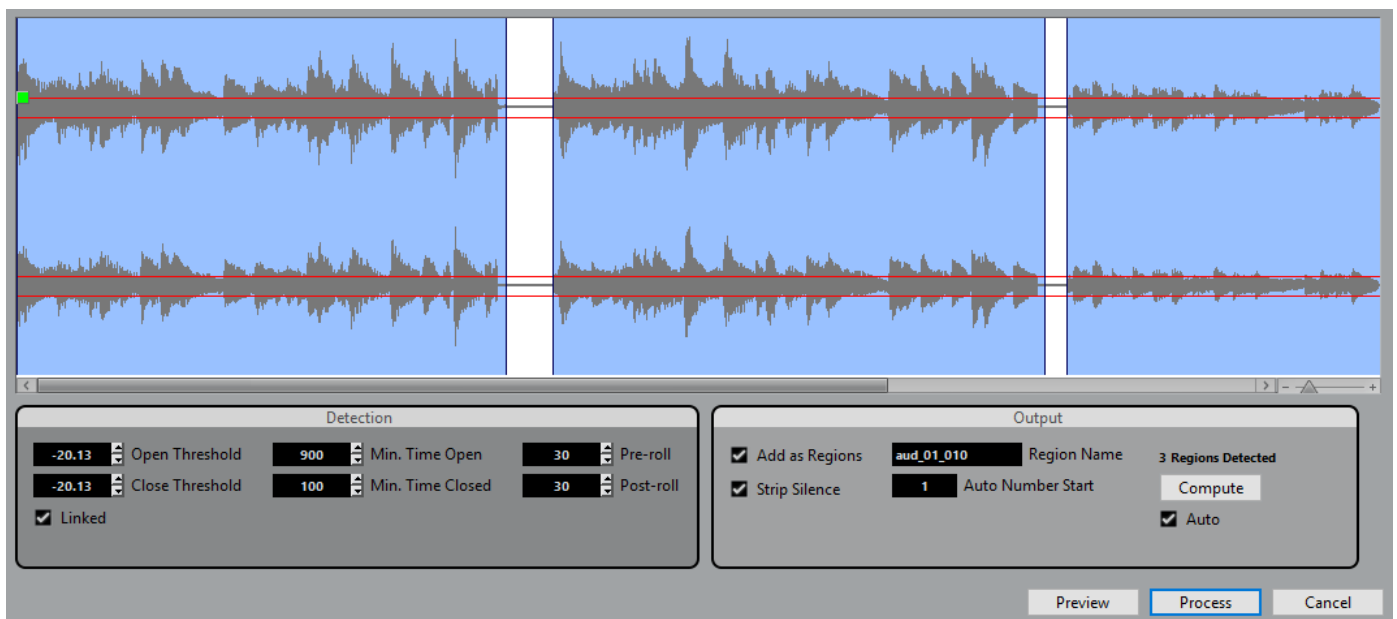 Detection
-20.13 Open Threshold 900 Min. Time Open 30 Pre-roll
-20.13 Close Threshold 100 Min. Time Closed 30 Post-roll
Linked
Output
Add as Regions aud_01_010 Region Name 3 Regions Detected
Strip Silence 1 Auto Number Start Compute
Auto
Preview Process Cancel